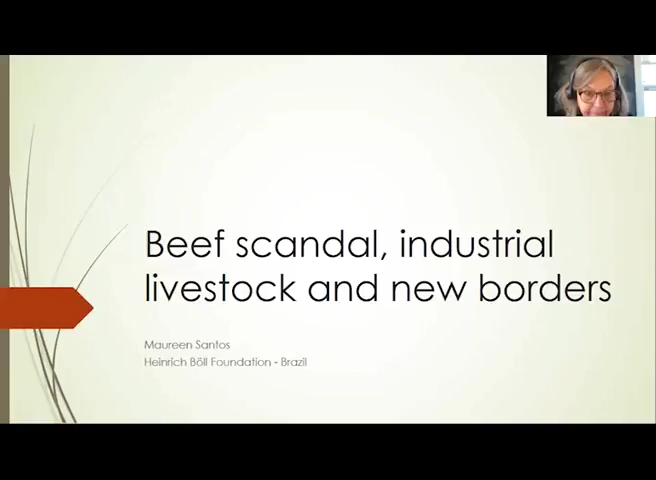 Beef scandal, industrial
livestock and new borders
Maureen Santos
Heinrich Böll Foundation - Brazil